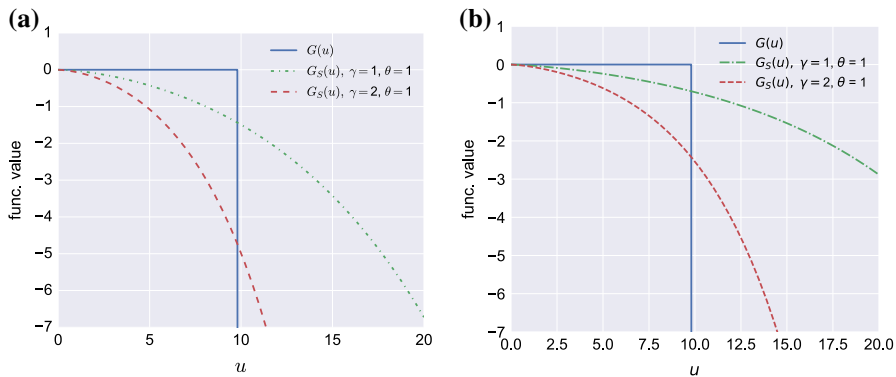 (a)
1
0
−1
−2
−3
−4
−5
−6
−7
func. value
G(u)
G_S(u), γ=1, θ=1
G_S(u), γ=2, θ=1
0 5 10 15 20
u
(b)
1
0
−1
−2
−3
−4
−5
−6
−7
func. value
G(u)
G_S(u), γ=1, θ=1
G_S(u), γ=2, θ=1
0.0 2.5 5.0 7.5 10.0 12.5 15.0 17.5 20.0
u